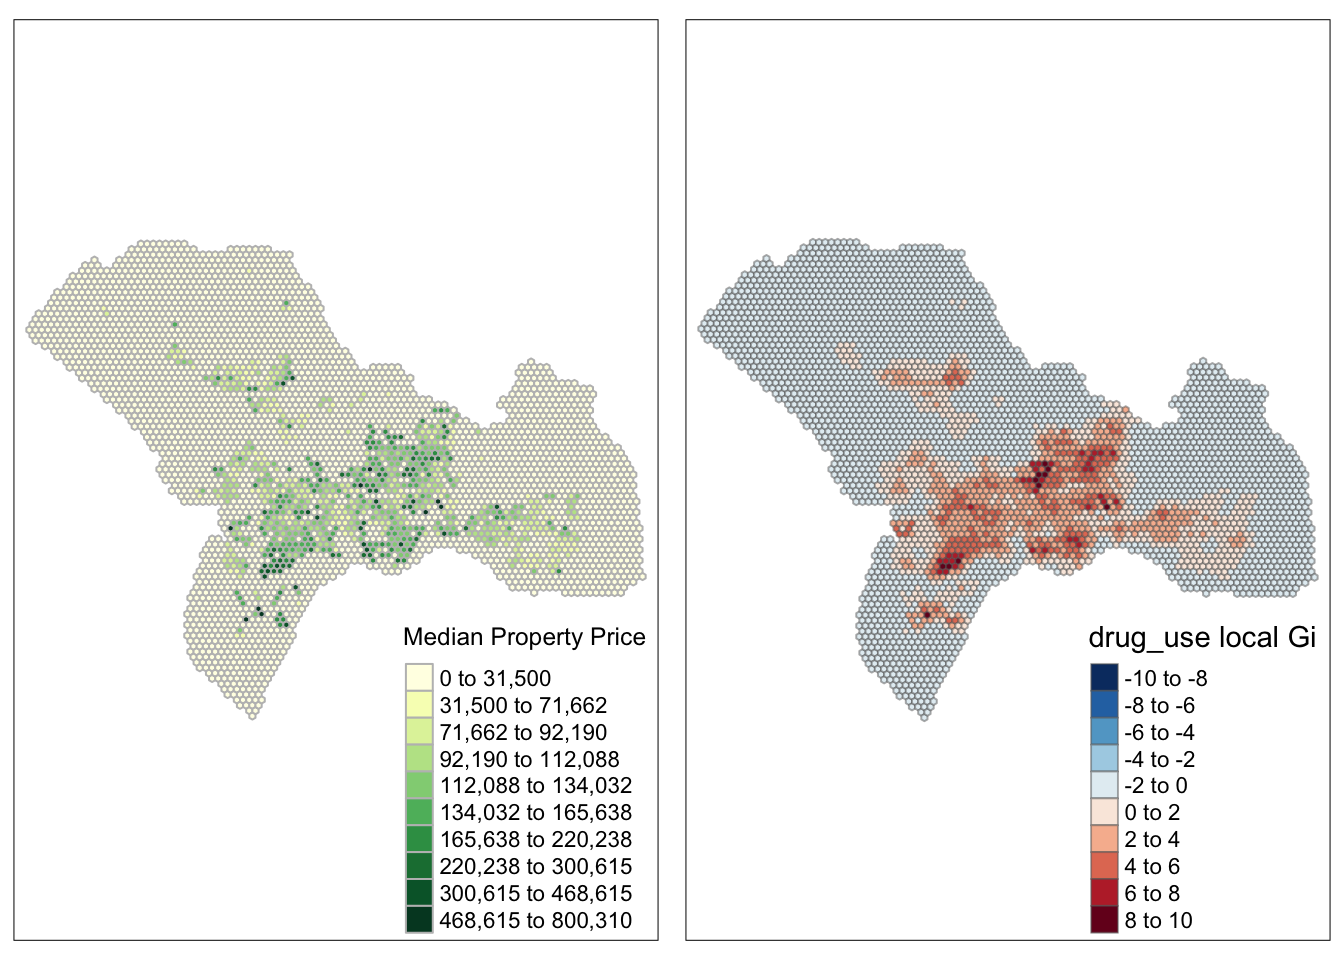 Median Property Price
0 to 31,500
31,500 to 71,662
71,662 to 92,190
92,190 to 112,088
112,088 to 134,032
134,032 to 165,638
165,638 to 220,238
220,238 to 300,615
300,615 to 468,615
468,615 to 800,310
drug_use local Gi
-10 to -8
-8 to -6
-6 to -4
-4 to -2
-2 to 0
0 to 2
2 to 4
4 to 6
6 to 8
8 to 10